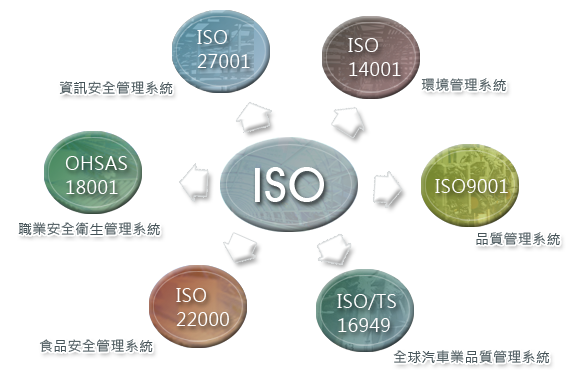 ISO
27001
資訊安全管理系統
ISO
14001
環境管理系統
OHSAS
18001
職業安全衛生管理系統
ISO
ISO9001
品質管理系統
ISO
22000
食品安全管理系統
ISO/TS
16949
全球汽車業品質管理系統